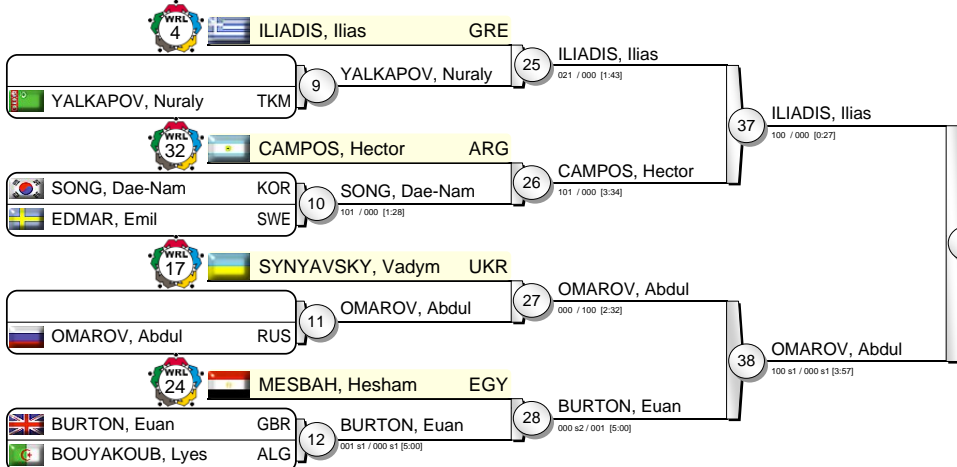 WRL
4
ILIADIS, Ilias GRE
YALKAPOV, Nuraly TKM
9
YALKAPOV, Nuraly
25
ILIADIS, Ilias
021 / 000 [1:43]
WRL
32
CAMPOS, Hector ARG
SONG, Dae-Nam KOR
EDMAR, Emil SWE
10
SONG, Dae-Nam
101 / 000 [1:28]
26
CAMPOS, Hector
101 / 000 [3:34]
37
ILIADIS, Ilias
100 / 000 [0:27]
WRL
17
SYNYAVSKY, Vadym UKR
OMAROV, Abdul RUS
11
OMAROV, Abdul
27
OMAROV, Abdul
000 / 100 [2:32]
WRL
24
MESBAH, Hesham EGY
BURTON, Euan GBR
BOUYAKOUB, Lyes ALG
12
BURTON, Euan
001 s1 / 000 s1 [5:00]
28
BURTON, Euan
000 s2 / 001 [5:00]
38
OMAROV, Abdul
100 s1 / 000 s1 [3:57]